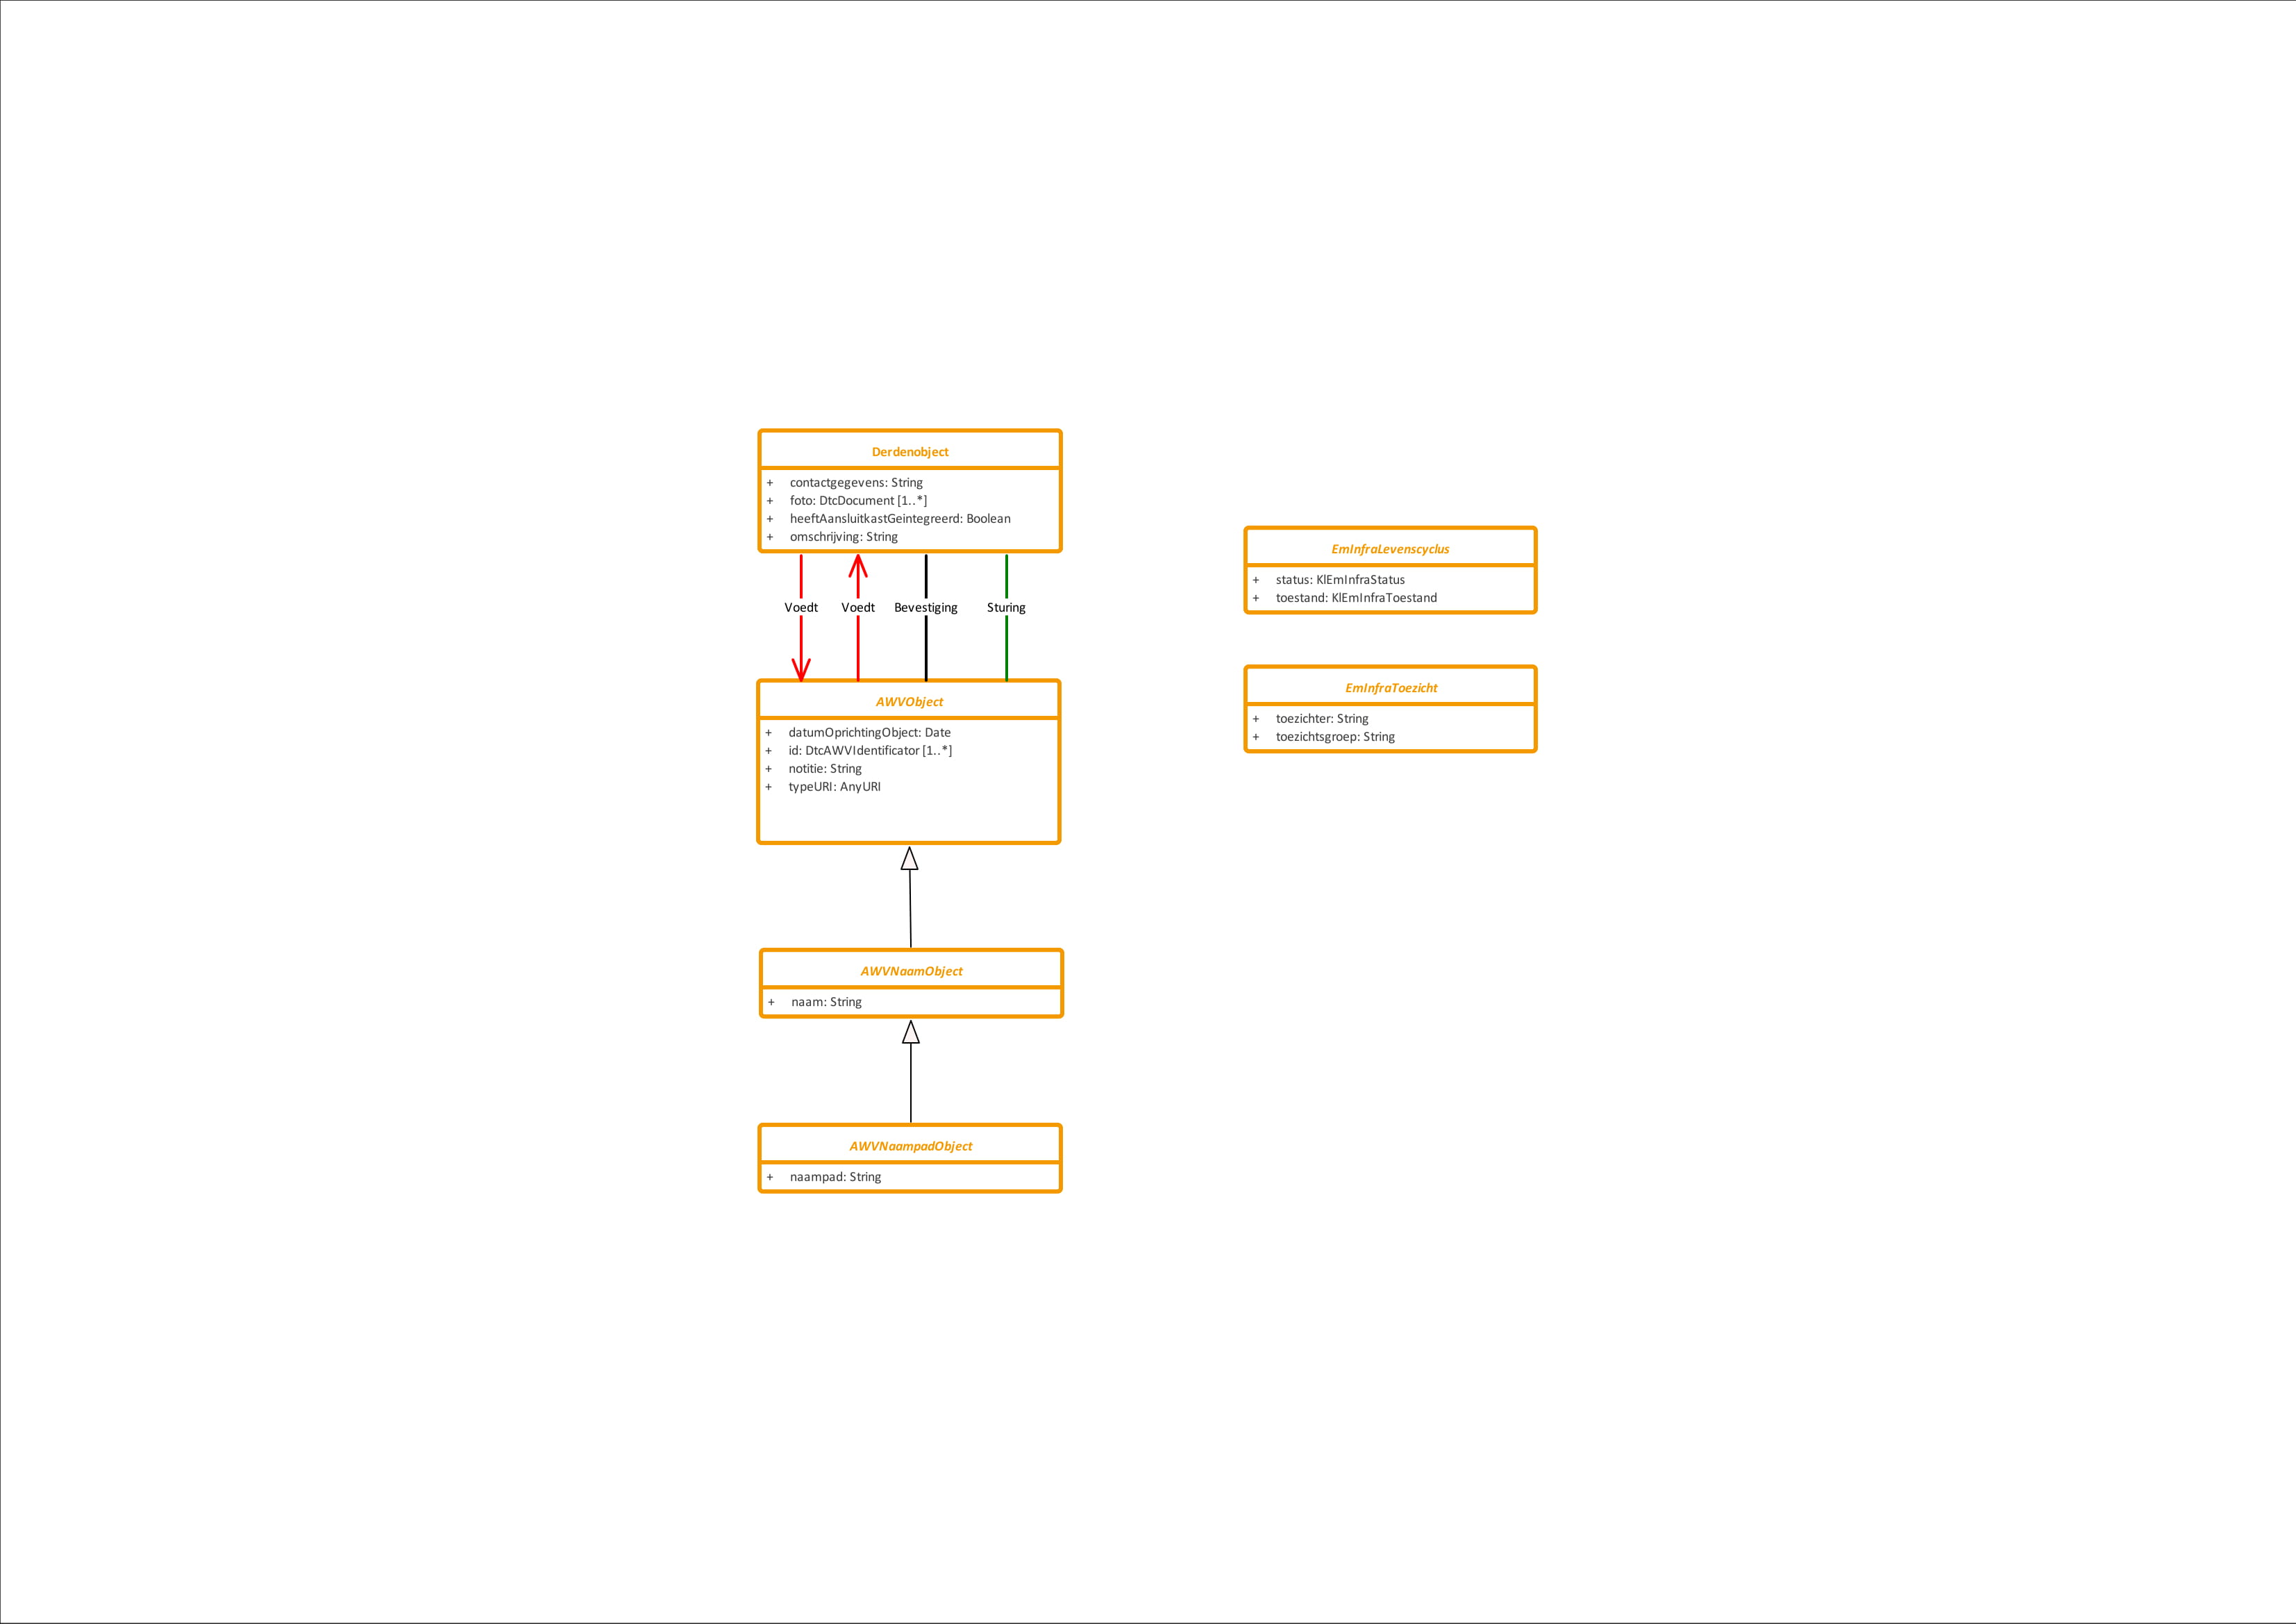 Derdenobject
+ contactgegevens: String
+ foto: DtcDocument [1..*]
+ heeftAansluitkastGeintegreerd: Boolean
+ omschrijving: String
Voedt Voedt Bevestiging Sturing
AWVObject
+ datumOprichtingObject: Date
+ id: DtcAWVIdentificator [1..*]
+ notitie: String
+ typeURI: AnyURI
AWVNaamObject
+ naam: String
AWVNaampadObject
+ naampad: String
EmInfraLevenscyclus
+ status: KlEmInfraStatus
+ toestand: KlEmInfraToestand
EmInfraToezicht
+ toezichter: String
+ toezichtsgroep: String